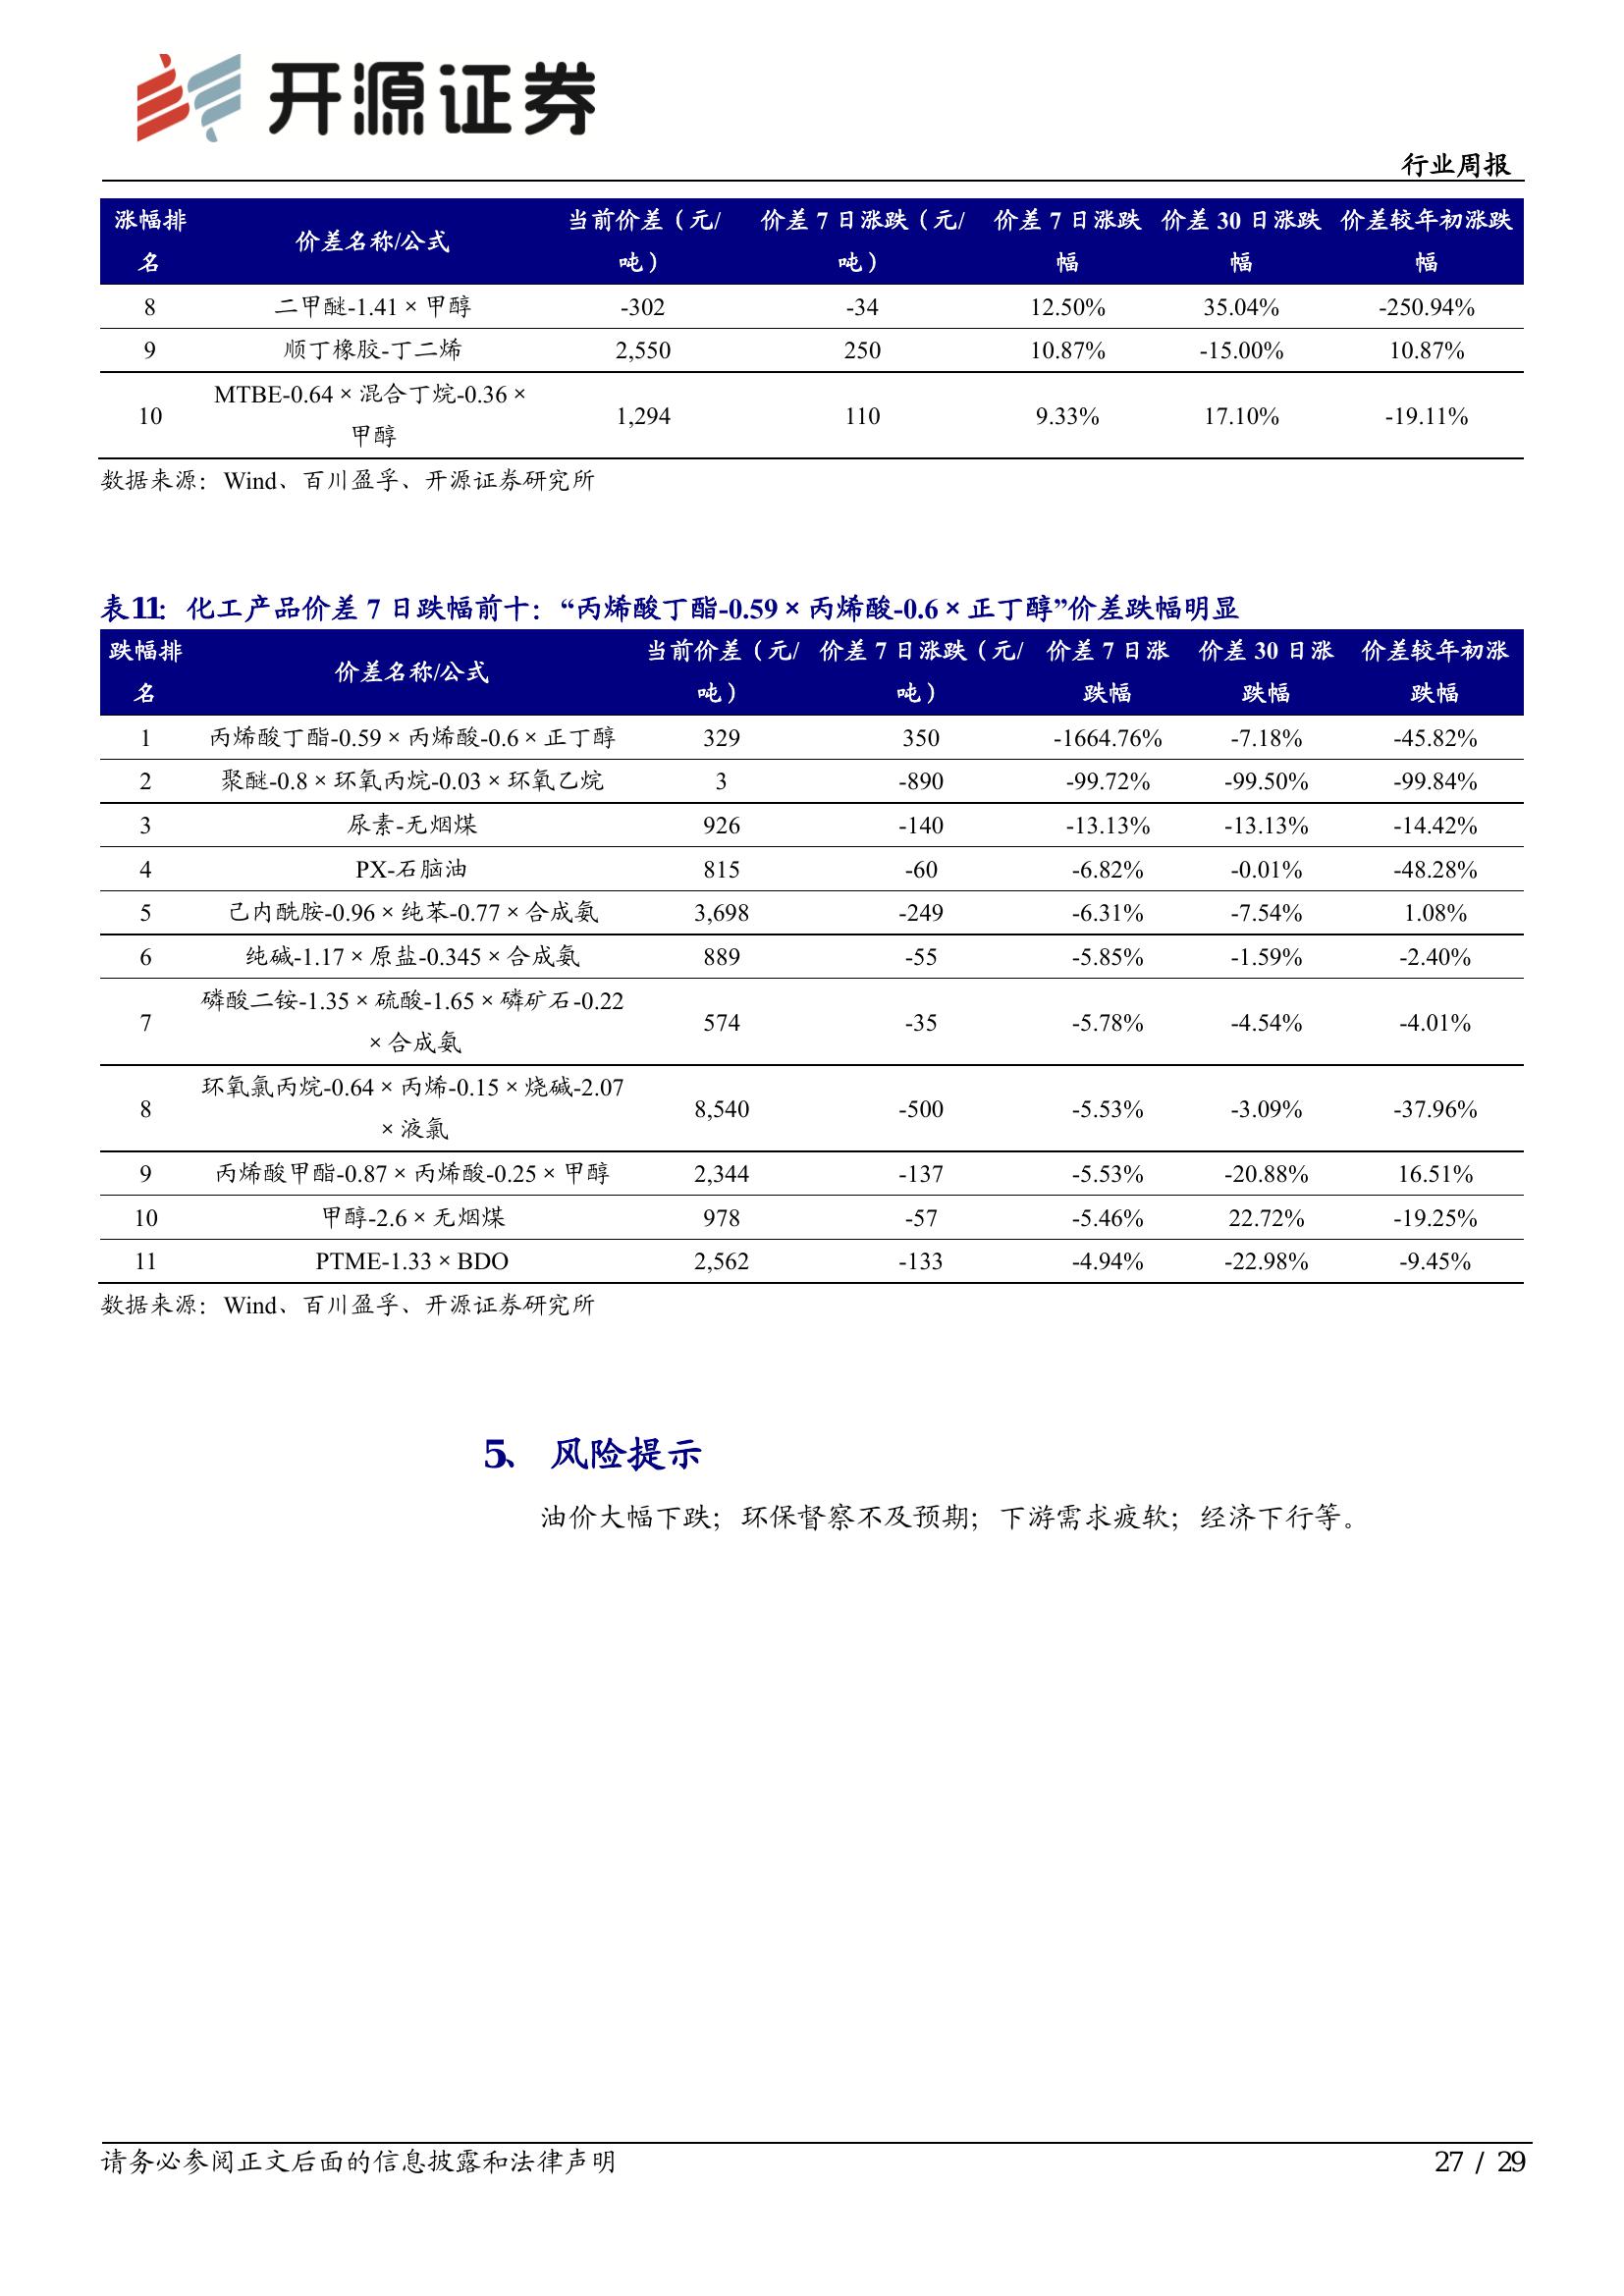 开源证券
行业周报
涨幅排名 价差名称/公式 当前价差（元/吨） 价差 7 日涨跌（元/吨） 价差 7 日涨跌幅 价差 30 日涨跌幅 价差较年初涨跌幅
8 二甲醚-1.41×甲醇 -302 -34 12.50% 35.04% -250.94%
9 顺丁橡胶-丁二烯 2,550 250 10.87% -15.00% 10.87%
10 MTBE-0.64×混合丁烷-0.36×甲醇 1,294 110 9.33% 17.10% -19.11%
数据来源：Wind、百川盈孚、开源证券研究所
表11：化工产品价差 7 日跌幅前十：“丙烯酸丁酯-0.59×丙烯酸-0.6×正丁醇”价差跌幅明显
跌幅排名 价差名称/公式 当前价差（元/吨） 价差 7 日涨跌（元/吨） 价差 7 日涨跌幅 价差 30 日涨跌幅 价差较年初涨跌幅
1 丙烯酸丁酯-0.59×丙烯酸-0.6×正丁醇 329 350 -1664.76% -7.18% -45.82%
2 聚醚-0.8×环氧丙烷-0.03×环氧乙烷 3 -890 -99.72% -99.50% -99.84%
3 尿素-无烟煤 926 -140 -13.13% -13.13% -14.42%
4 PX-石脑油 815 -60 -6.82% -0.01% -48.28%
5 己内酰胺-0.96×纯苯-0.77×合成氨 3,698 -249 -6.31% -7.54% 1.08%
6 纯碱-1.17×原盐-0.345×合成氨 889 -55 -5.85% -1.59% -2.40%
7 磷酸二铵-1.35×硫酸-1.65×磷矿石-0.22×合成氨 574 -35 -5.78% -4.54% -4.01%
8 环氧氯丙烷-0.64×丙烯-0.15×烧碱-2.07×液氯 8,540 -500 -5.53% -3.09% -37.96%
9 丙烯酸甲酯-0.87×丙烯酸-0.25×甲醇 2,344 -137 -5.53% -20.88% 16.51%
10 甲醇-2.6×无烟煤 978 -57 -5.46% 22.72% -19.25%
11 PTME-1.33×BDO 2,562 -133 -4.94% -22.98% -9.45%
数据来源：Wind、百川盈孚、开源证券研究所
5、 风险提示
油价大幅下跌；环保督察不及预期；下游需求疲软；经济下行等。
请务必参阅正文后面的信息披露和法律声明 27 / 29